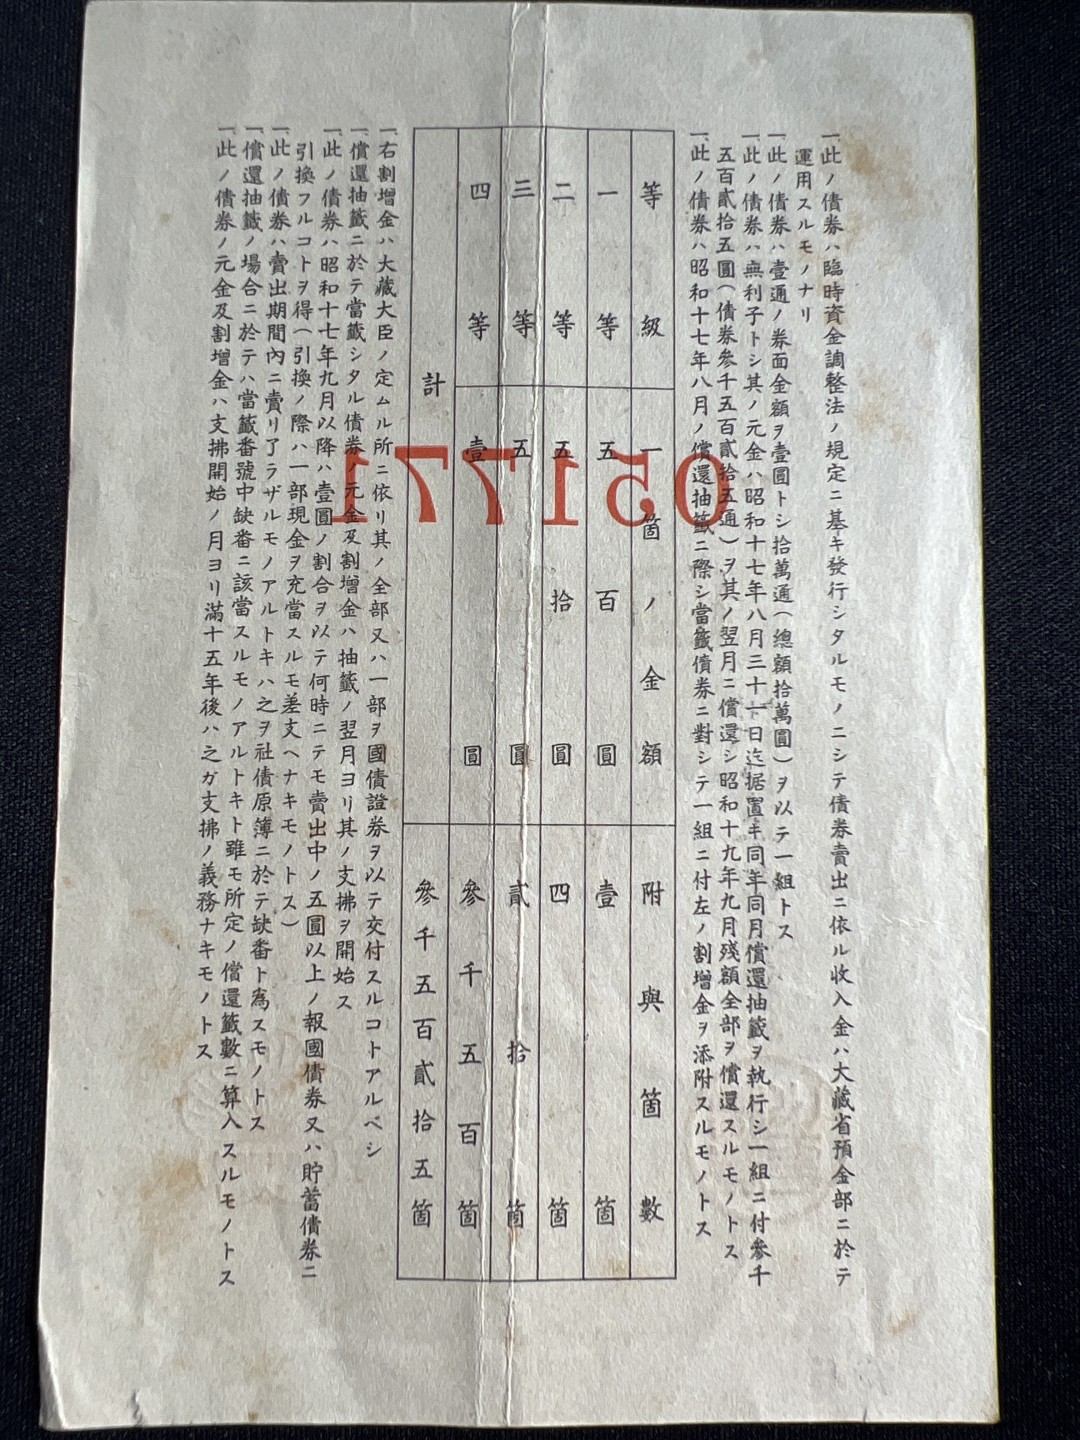 一、此ノ債券ハ臨時資金調整法ノ規定ニ基キ發行シタルモノニシテ債券賣出ニ依ル收入金ハ大藏省預金部ニ於テ
運用スルモノナリ
一、此ノ債券ハ壹通ノ券面金額ヲ壹圓トシ拾萬通(總額拾萬圓)ヲ以テ一組トス
一、此ノ債券ハ無利子トシ其ノ元金ハ昭和十七年八月三十一日迄据置キ同年同月償還抽籤ヲ執行シ一組ニ付參千
五百貳拾五圓(債券參千五百貳拾五通)ヲ其ノ翌月ニ償還シ昭和十九年九月殘額全部ヲ償還スルモノトス
一、此ノ債券ハ昭和十七年八月ノ償還抽籤ニ際シ當籤債券ニ對シテ一組ニ付左ノ割增金ヲ添附スルモノトス
等級 一箇ノ金額 附與箇數
一等 五百圓 壹箇
二等 五拾圓 四箇
三等 五圓 貳拾箇
四等 壹圓 參千五百箇
計 參千五百貳拾五箇
051771
一、右割增金ハ大藏大臣ノ定ムル所ニ依リ其ノ全部又ハ一部ヲ國債證券ヲ以テ交付スルコトアルベシ
一、償還抽籤ニ於テ當籤シタル債券ノ元金及割增金ハ抽籤ノ翌月ヨリ其ノ支拂ヲ開始ス
一、此ノ債券ハ昭和十七年九月以降ハ壹圓ノ割合ヲ以テ何時ニテモ賣出中ノ五圓以上ノ報國債券又ハ貯蓄債券ニ
引換フルコトヲ得(引換ノ際ハ一部現金ヲ充當スルモ差支ヘナキモノトス)
一、此ノ債券ハ賣出期間內ニ賣リ了ラザルモノアルトキハ之ヲ社債原簿ニ於テ缺番ト爲スモノトス
一、償還抽籤ノ場合ニ於テハ當籤番號中缺番ニ該當スルモノアルトキト雖モ所定ノ償還籤數ニ算入スルモノトス
一、此ノ債券ノ元金及割增金ハ支拂開始ノ月ヨリ滿十五年後ハ之ガ支拂ノ義務ナキモノトス